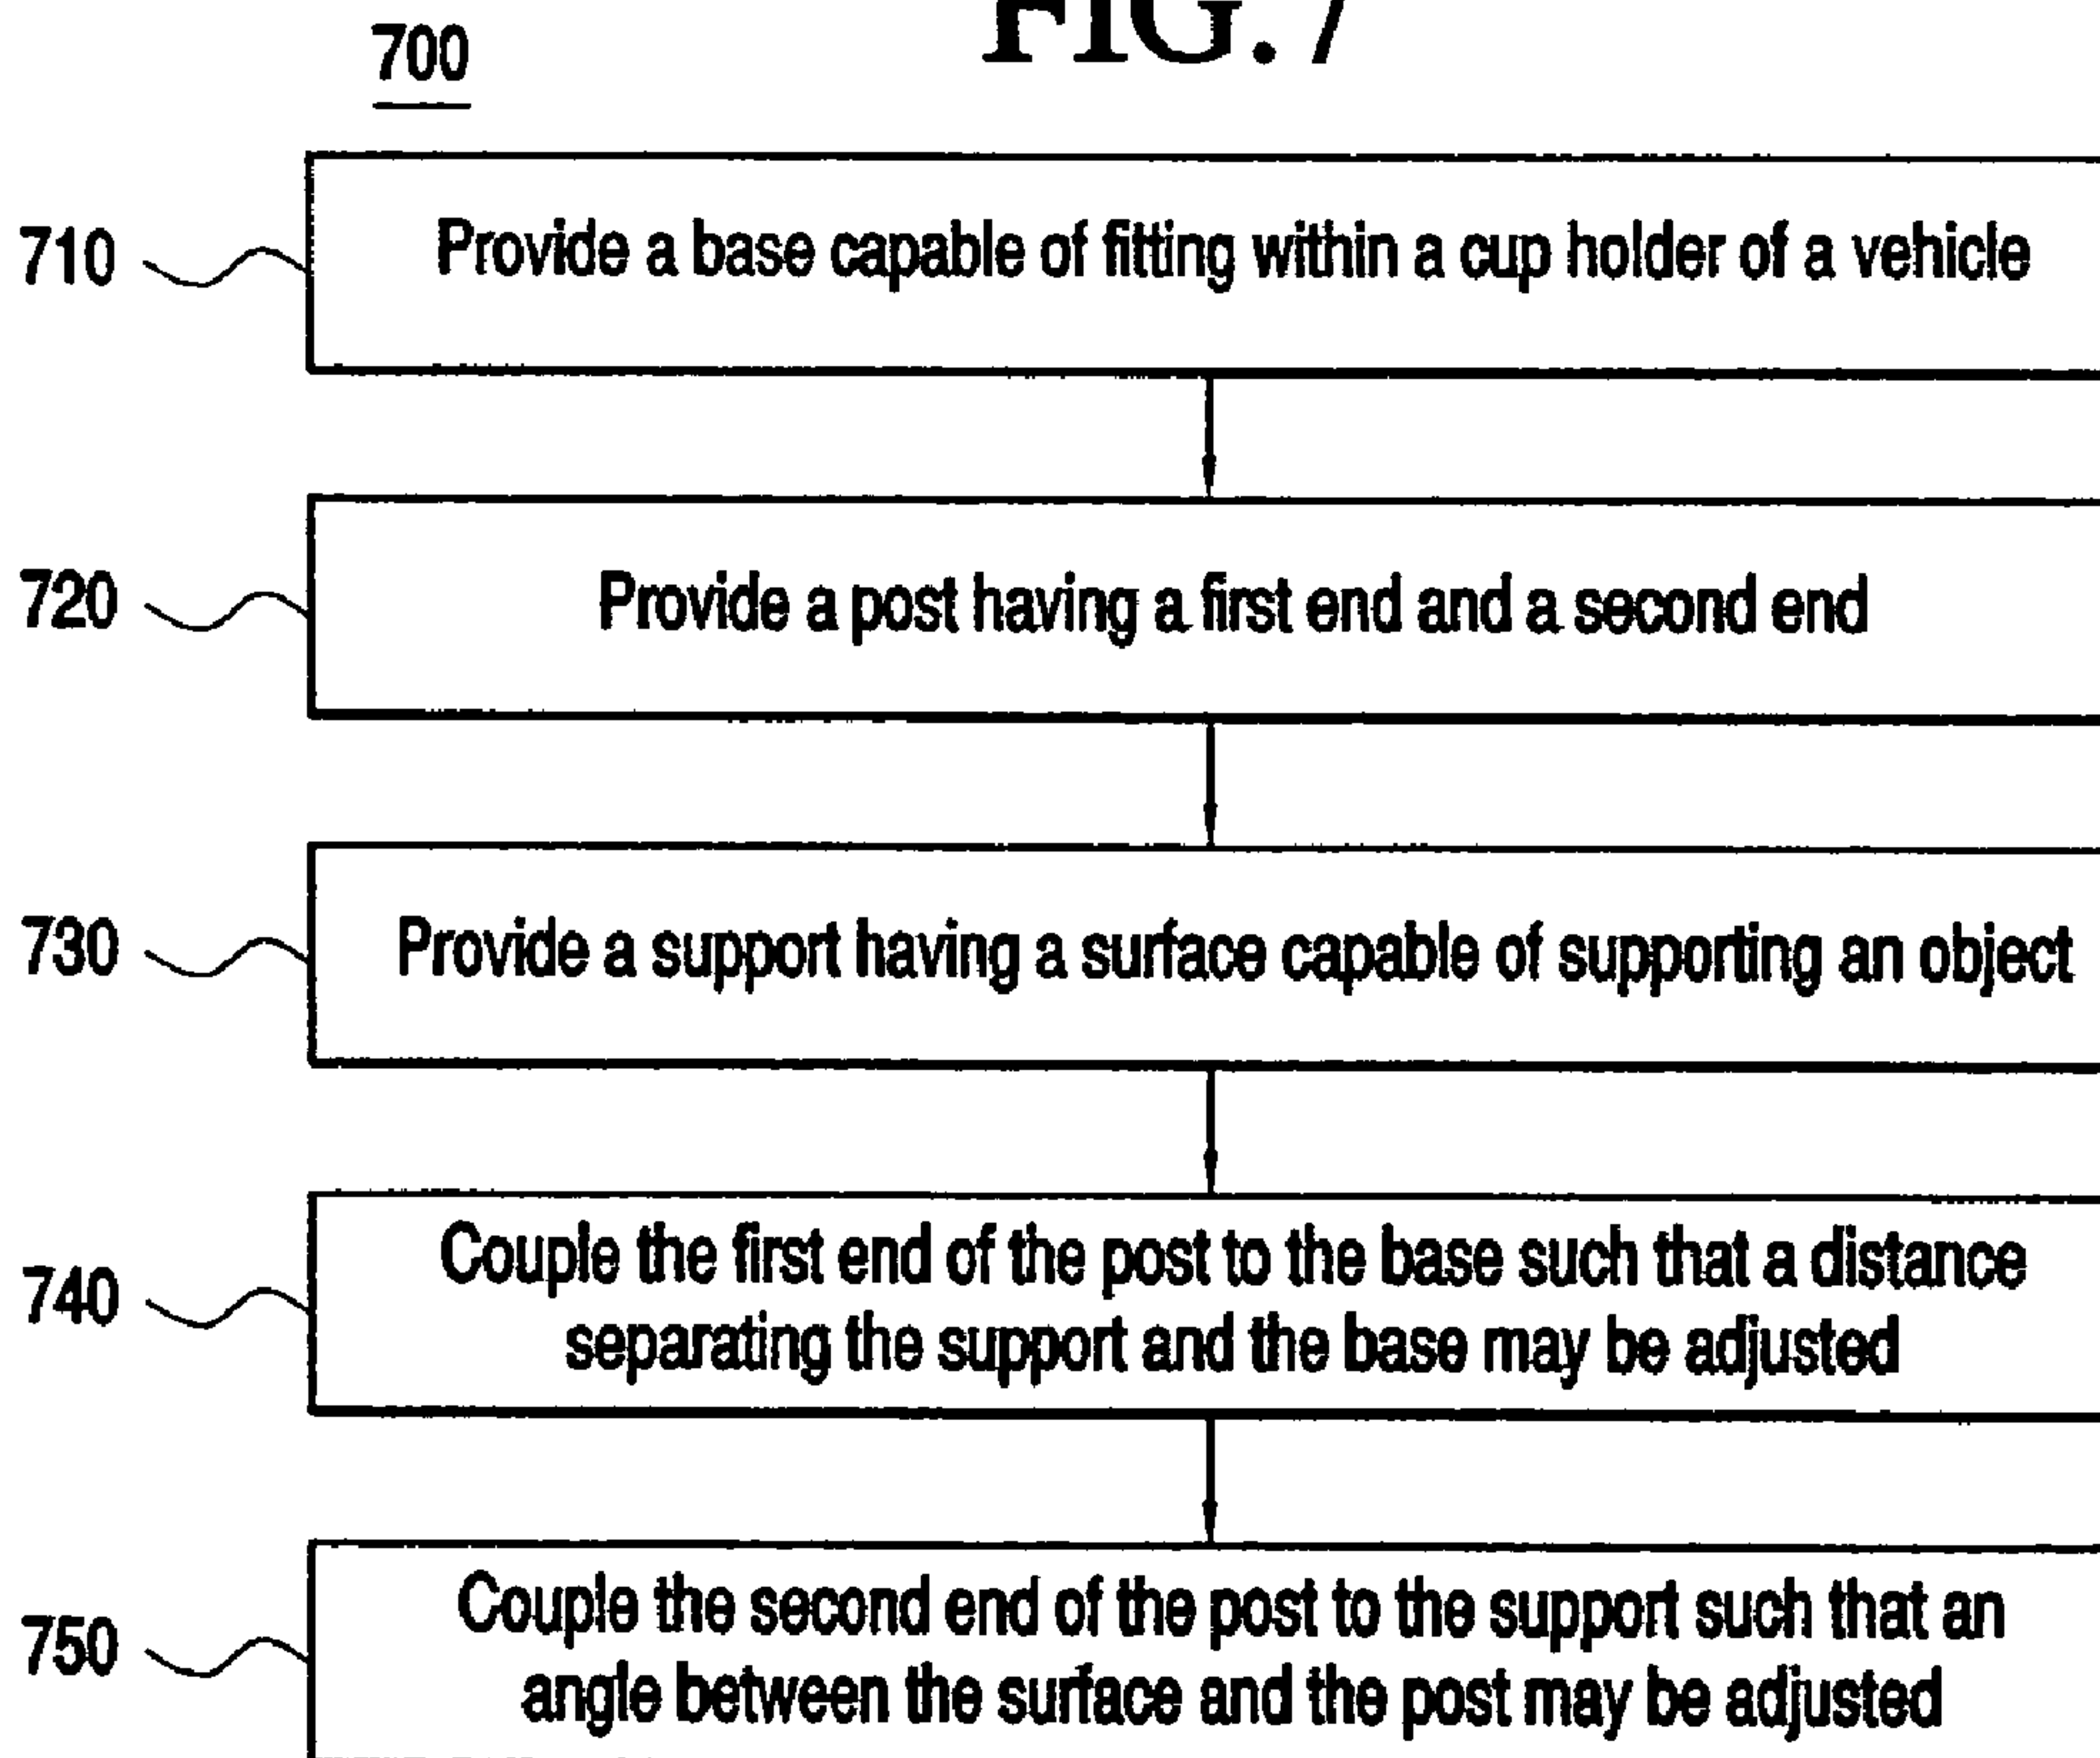 FIG. 7
700
710
Provide a base capable of fitting within a cup holder of a vehicle
720
Provide a post having a first end and a second end
730
Provide a support having a surface capable of supporting an object
740
Couple the first end of the post to the base such that a distance
separating the support and the base may be adjusted
750
Couple the second end of the post to the support such that an
angle between the surface and the post may be adjusted